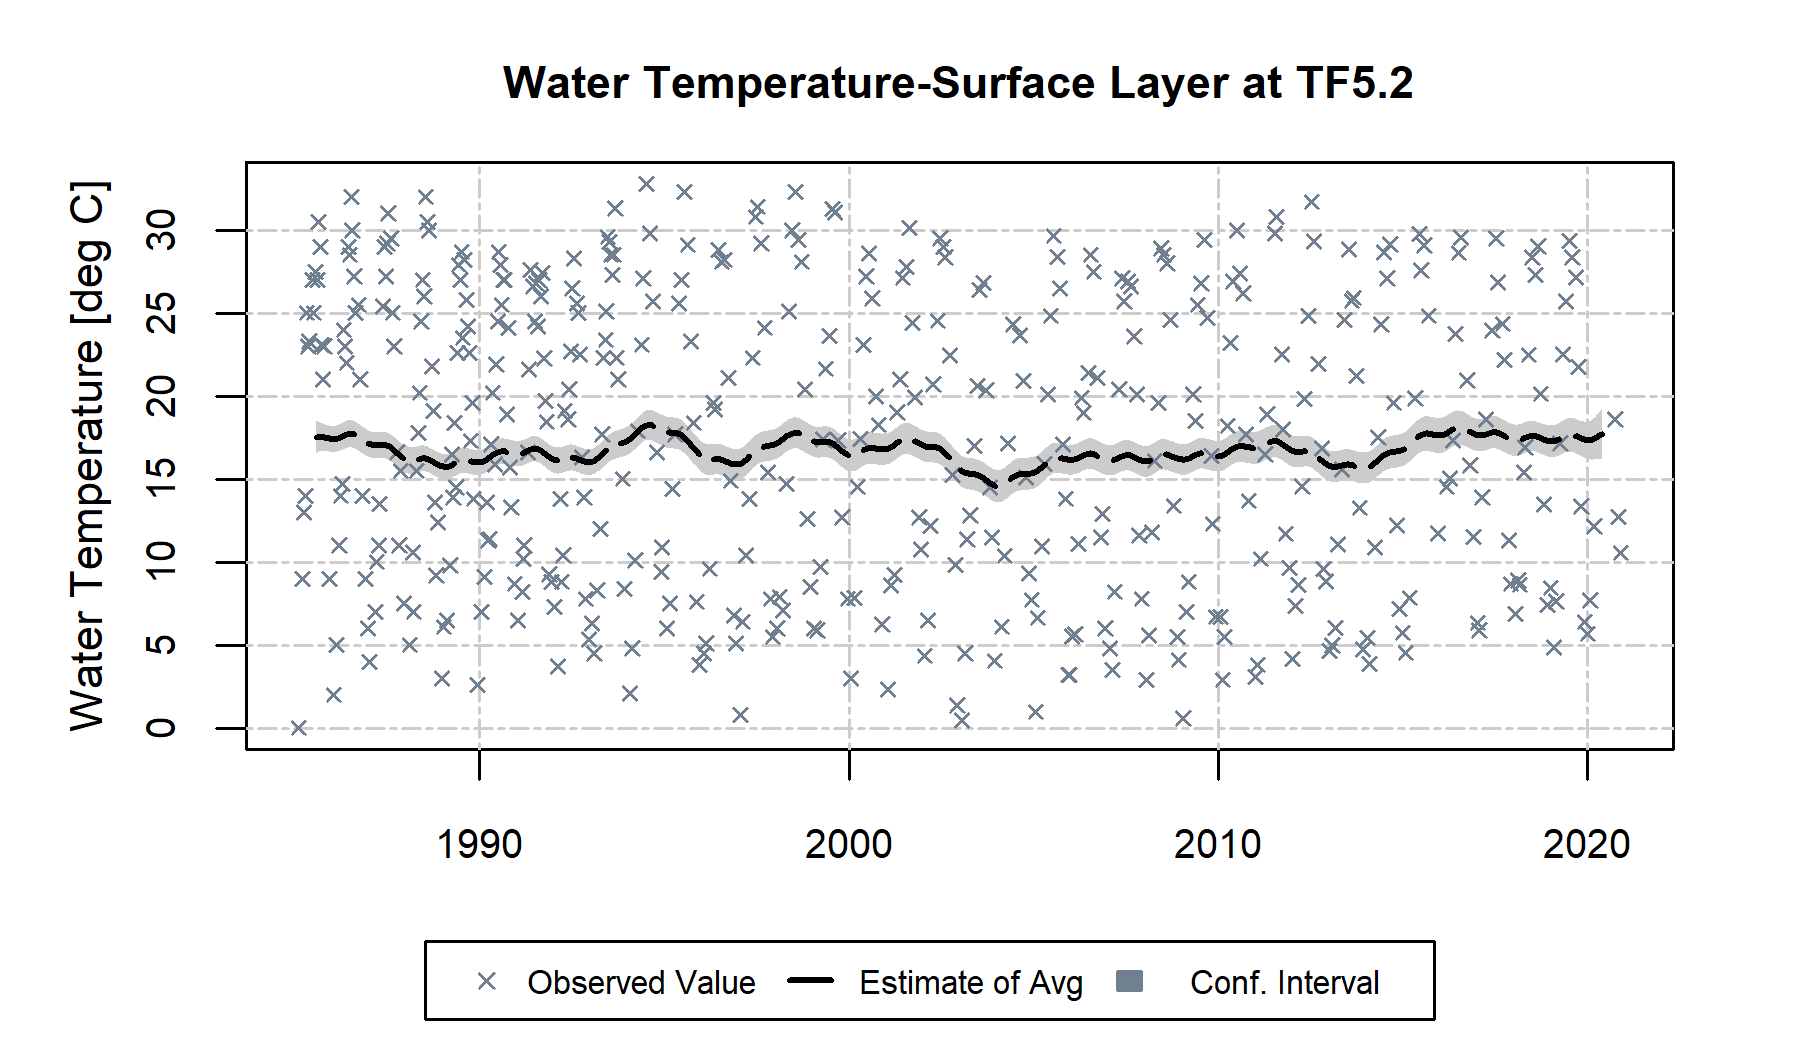 Water Temperature-Surface Layer at TF5.2
Water Temperature [deg C]
30
25
20
15
10
5
0
1990 2000 2010 2020
Observed Value Estimate of Avg Conf. Interval